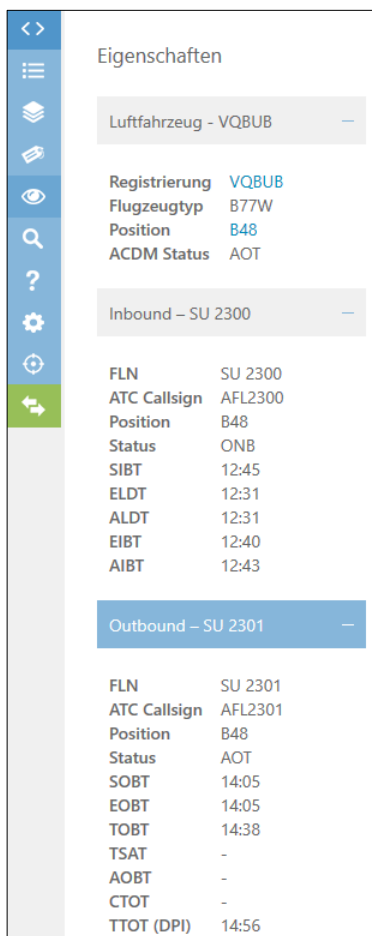 Eigenschaften
Luftfahrzeug - VQBUB
Registrierung VQBUB
Flugzeugtyp B77W
Position B48
ACDM Status AOT
Inbound – SU 2300
FLN SU 2300
ATC Callsign AFL2300
Position B48
Status ONB
SIBT 12:45
ELDT 12:31
ALDT 12:31
EIBT 12:40
AIBT 12:43
Outbound – SU 2301
FLN SU 2301
ATC Callsign AFL2301
Position B48
Status AOT
SOBT 14:05
EOBT 14:05
TOBT 14:38
TSAT -
AOBT -
CTOT -
TTOT (DPI) 14:56